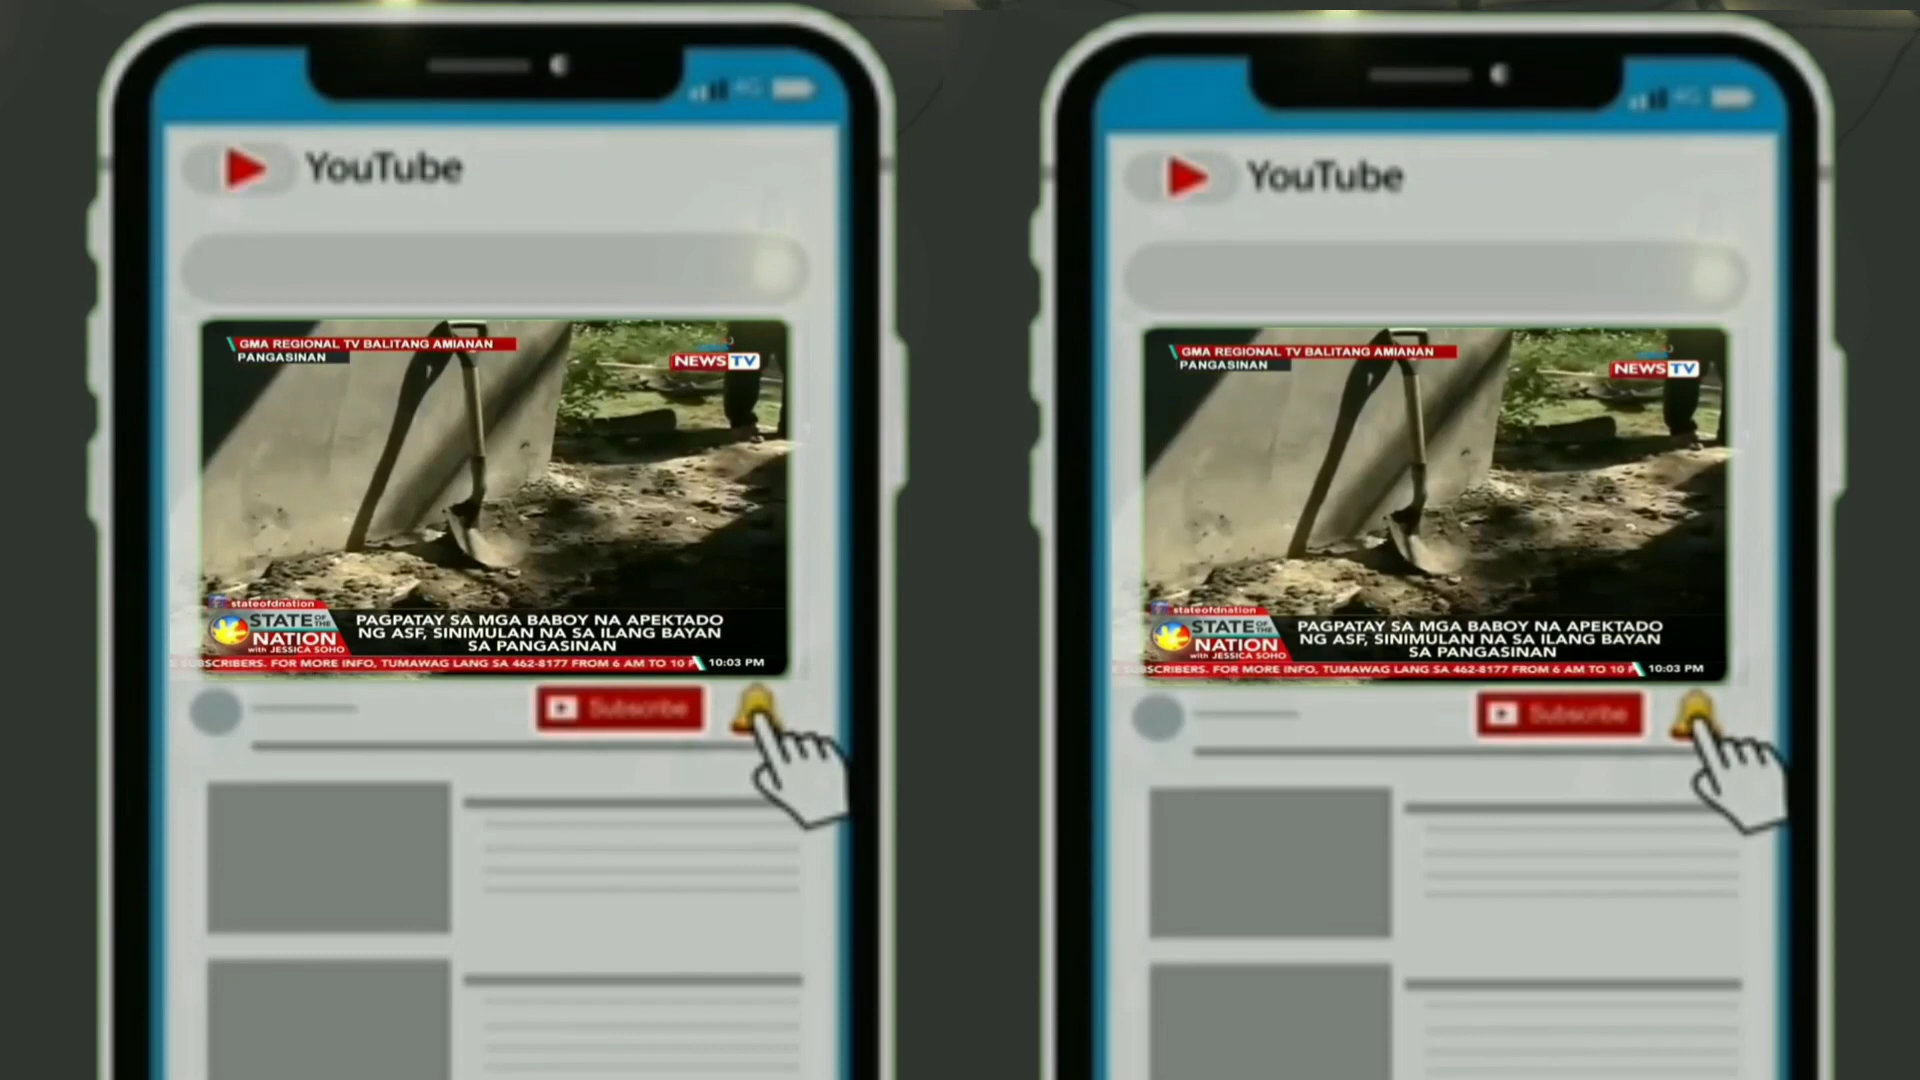 4G
YouTube
GMA REGIONAL TV BALITANG AMIANAN
PANGASINAN
NEWS TV
stateofdnation
STATE OF THE
NATION
with JESSICA SOHO
PAGPATAY SA MGA BABOY NA APEKTADO
NG ASF, SINIMULAN NA SA ILANG BAYAN
SA PANGASINAN
SUBSCRIBERS. FOR MORE INFO, TUMAWAG LANG SA 462-8177 FROM 6 AM TO 10
10:03 PM
Subscribe
4G
YouTube
GMA REGIONAL TV BALITANG AMIANAN
PANGASINAN
NEWS TV
stateofdnation
STATE OF THE
NATION
with JESSICA SOHO
PAGPATAY SA MGA BABOY NA APEKTADO
NG ASF, SINIMULAN NA SA ILANG BAYAN
SA PANGASINAN
SUBSCRIBERS. FOR MORE INFO, TUMAWAG LANG SA 462-8177 FROM 6 AM TO 10
10:03 PM
Subscribe